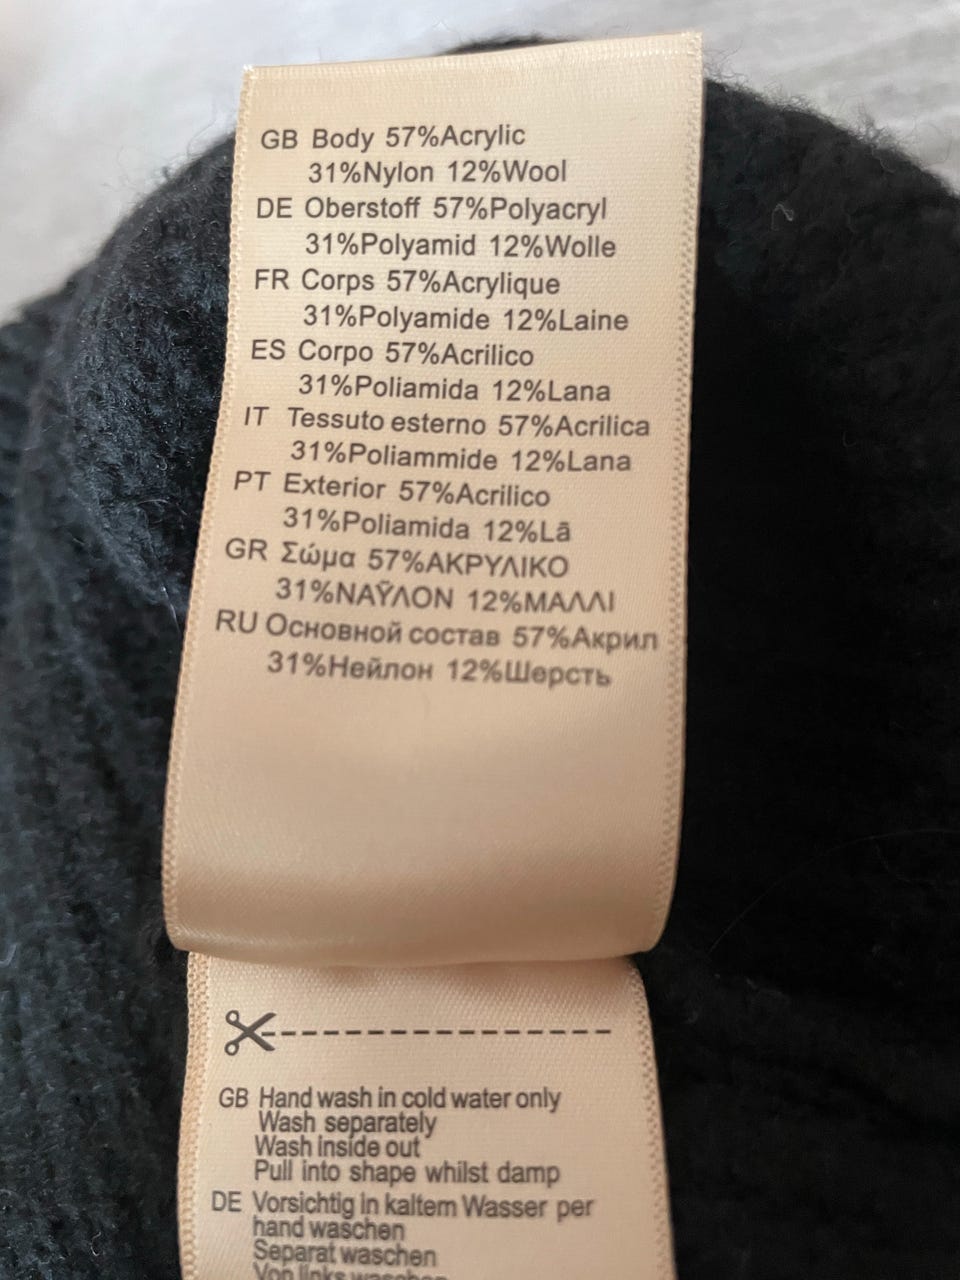 GB Body 57%Acrylic
31%Nylon 12%Wool
DE Oberstoff 57%Polyacryl
31%Polyamid 12%Wolle
FR Corps 57%Acrylique
31%Polyamide 12%Laine
ES Corpo 57%Acrilico
31%Poliamida 12%Lana
IT Tessuto esterno 57%Acrilica
31%Poliammide 12%Lana
PT Exterior 57%Acrilico
31%Poliamida 12%Lã
GR Σώμα 57%ΑΚΡΥΛΙΚΟ
31%ΝΑΫΛΟΝ 12%ΜΑΛΛΙ
RU Основной состав 57%Акрил
31%Нейлон 12%Шерсть
GB Hand wash in cold water only
Wash separately
Wash inside out
Pull into shape whilst damp
DE Vorsichtig in kaltem Wasser per
hand waschen
Separat waschen
Von links waschen